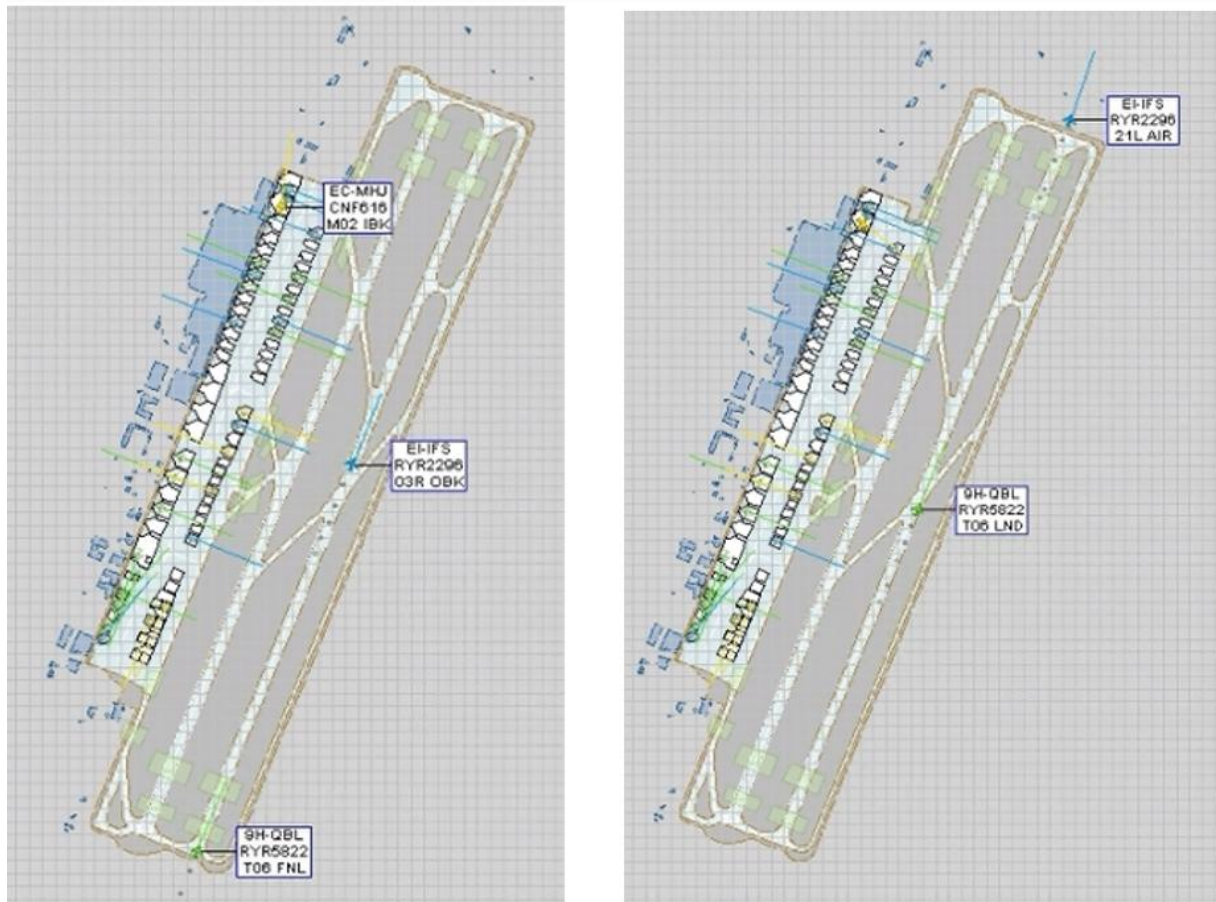 EC-MHJ
CNF616
M02 IBK
EI-IFS
RYR2296
03R OBK
9H-QBL
RYR5822
T06 FNL
EI-IFS
RYR2296
21L AIR
9H-QBL
RYR5822
T06 LND